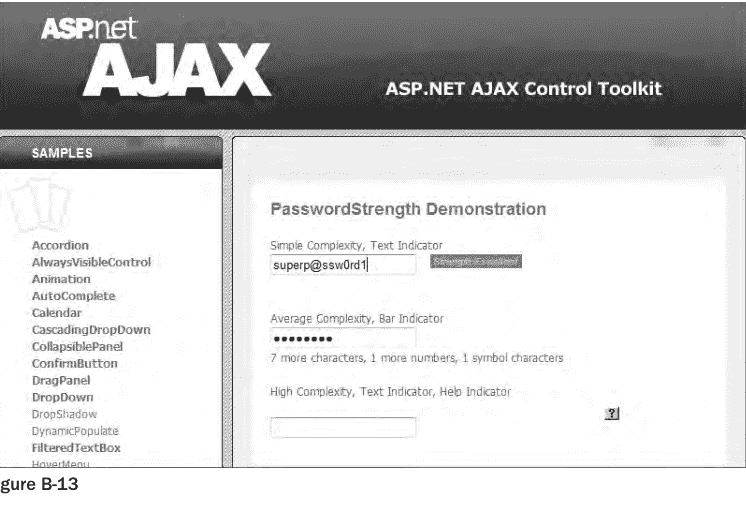 ASP.net
AJAX
ASP.NET AJAX Control Toolkit
SAMPLES
Accordion
AlwaysVisibleControl
Animation
AutoComplete
Calendar
CascadingDropDown
CollapsiblePanel
ConfirmButton
DragPanel
DropDown
DropShadow
DynamicPopulate
FilteredTextBox
HoverMenu
PasswordStrength Demonstration
Simple Complexity, Text Indicator
superp@ssw0rd1
Average Complexity, Bar Indicator
••••••••
7 more characters, 1 more numbers, 1 symbol characters
High Complexity, Text Indicator, Help Indicator
?
gure B-13